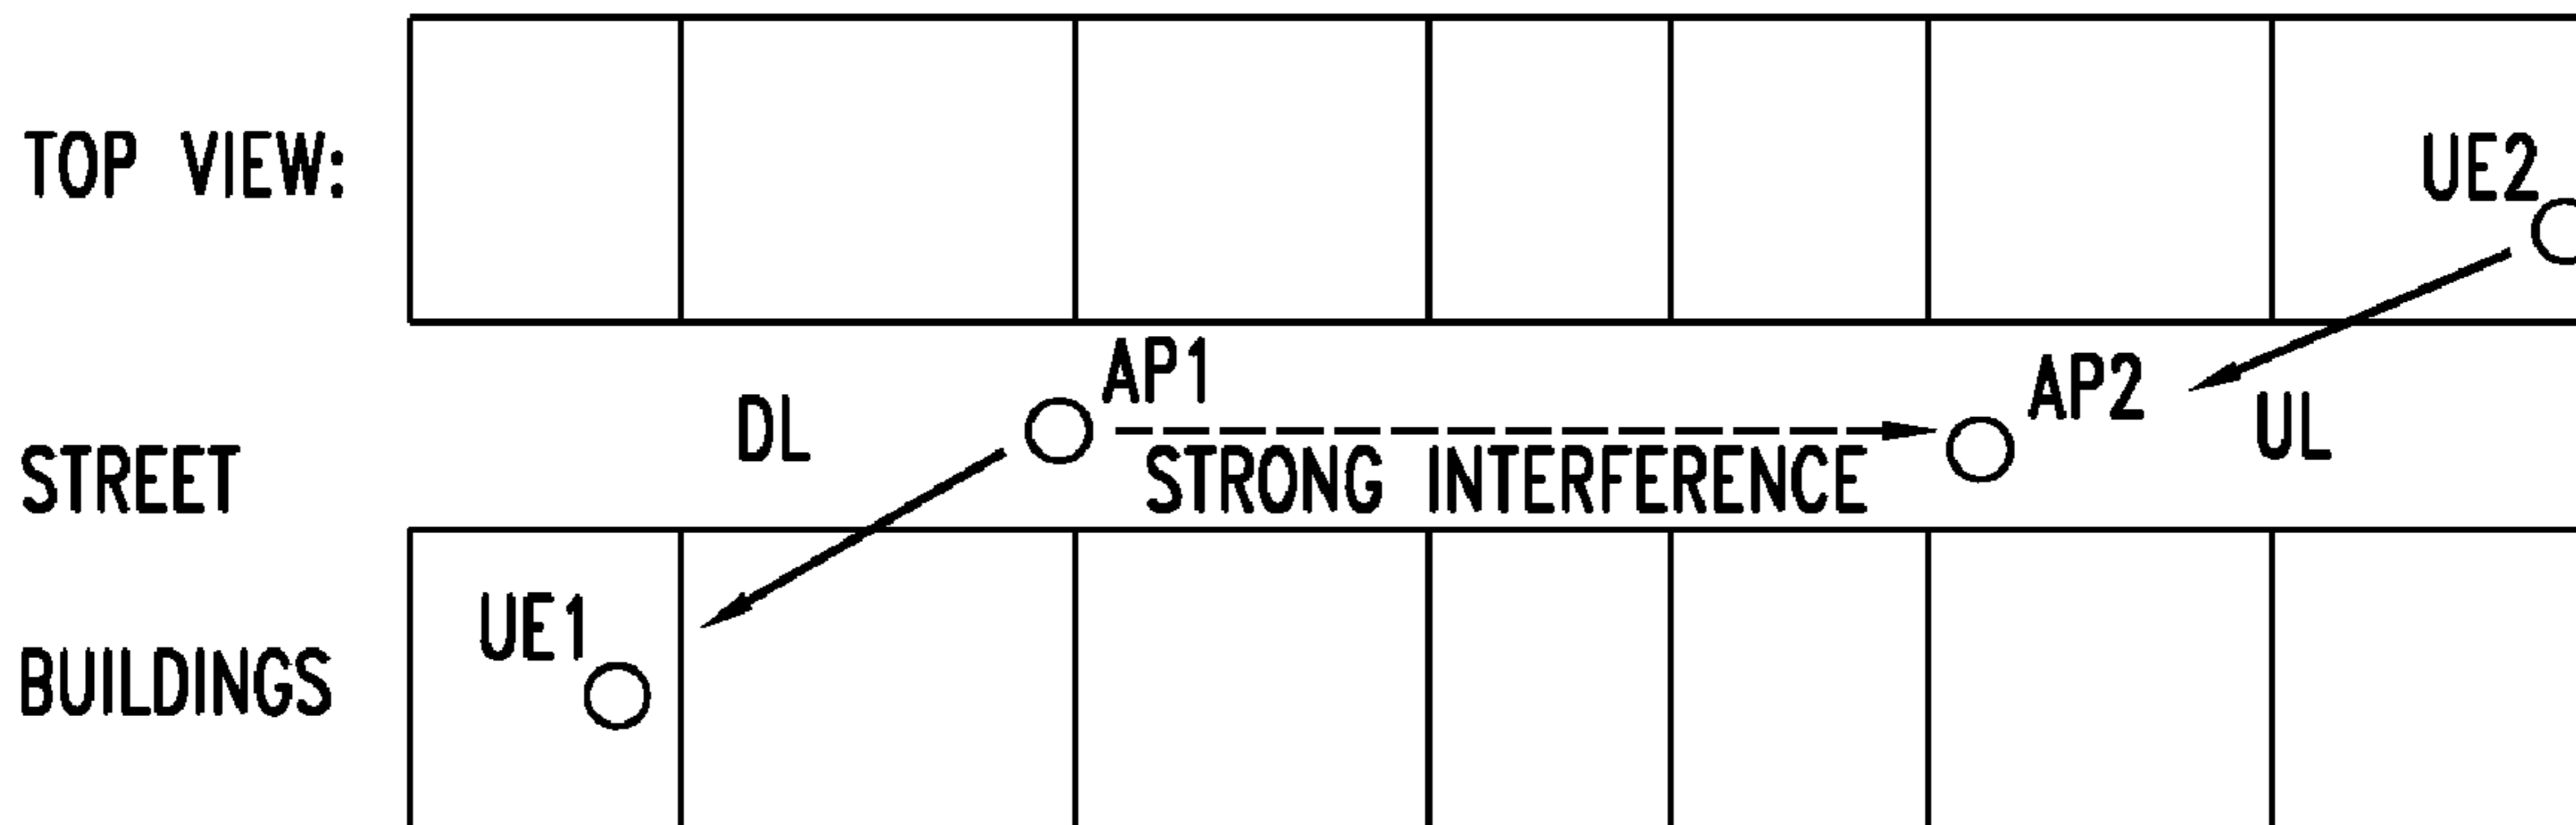 TOP VIEW:
UE2
AP1
AP2
DL
UL
STREET
STRONG INTERFERENCE
UE1
BUILDINGS